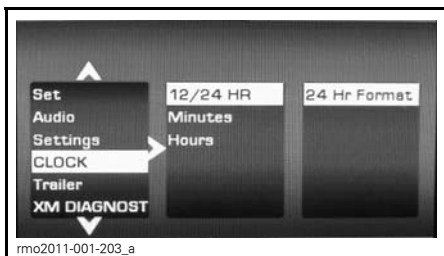 Set
Audio
Settings
CLOCK
Trailer
XM DIAGNOST
12/24 HR
Minutes
Hours
24 Hr Format
rmo2011-001-203_a